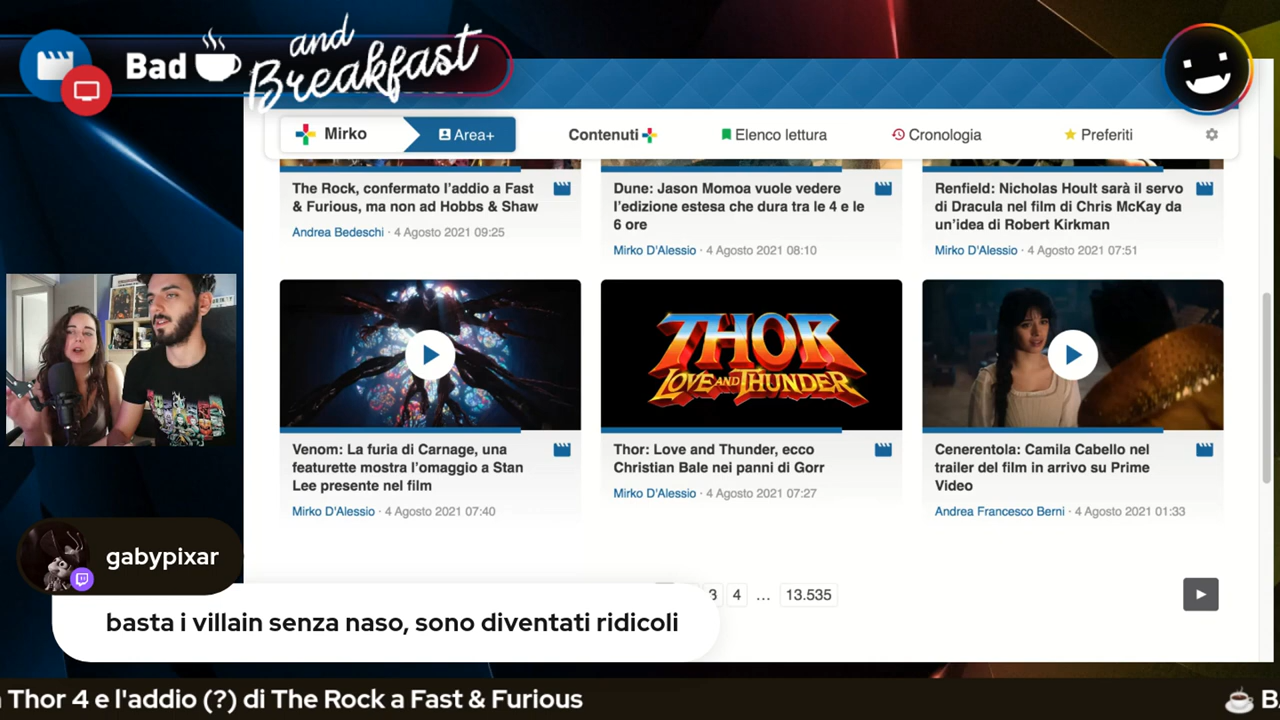 Bad and Breakfast
Mirko
Area+
Contenuti
Elenco lettura
Cronologia
Preferiti
The Rock, confermato l'addio a Fast
& Furious, ma non ad Hobbs & Shaw
Andrea Bedeschi · 4 Agosto 2021 09:25
Dune: Jason Momoa vuole vedere
l'edizione estesa che dura tra le 4 e le
6 ore
Mirko D'Alessio · 4 Agosto 2021 08:10
Renfield: Nicholas Hoult sarà il servo
di Dracula nel film di Chris McKay da
un'idea di Robert Kirkman
Mirko D'Alessio · 4 Agosto 2021 07:51
THOR
LOVE AND THUNDER
Venom: La furia di Carnage, una
featurette mostra l'omaggio a Stan
Lee presente nel film
Mirko D'Alessio · 4 Agosto 2021 07:40
Thor: Love and Thunder, ecco
Christian Bale nei panni di Gorr
Mirko D'Alessio · 4 Agosto 2021 07:27
Cenerentola: Camila Cabello nel
trailer del film in arrivo su Prime
Video
Andrea Francesco Berni · 4 Agosto 2021 01:33
3 4 ... 13.535
gabypixar
basta i villain senza naso, sono diventati ridicoli
Thor 4 e l'addio (?) di The Rock a Fast & Furious